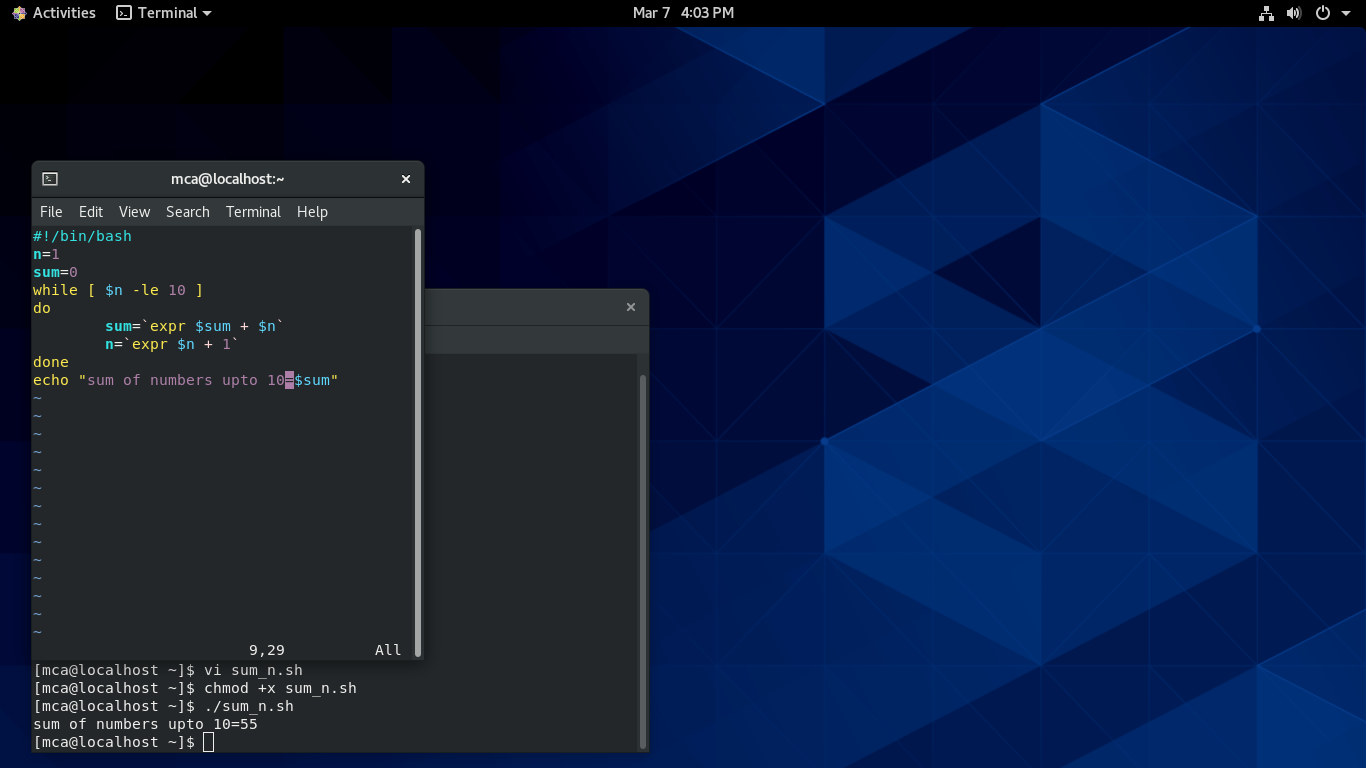 Activities Terminal Mar 7 4:03 PM
mca@localhost:~ ×
File Edit View Search Terminal Help
#!/bin/bash
n=1
sum=0
while [ $n -le 10 ]
do
        sum=`expr $sum + $n`
        n=`expr $n + 1`
done
echo "sum of numbers upto 10=$sum"
~
~
~
~
~
~
~
~
~
~
~
~
~
~
9,29 All
×
[mca@localhost ~]$ vi sum_n.sh
[mca@localhost ~]$ chmod +x sum_n.sh
[mca@localhost ~]$ ./sum_n.sh
sum of numbers upto 10=55
[mca@localhost ~]$